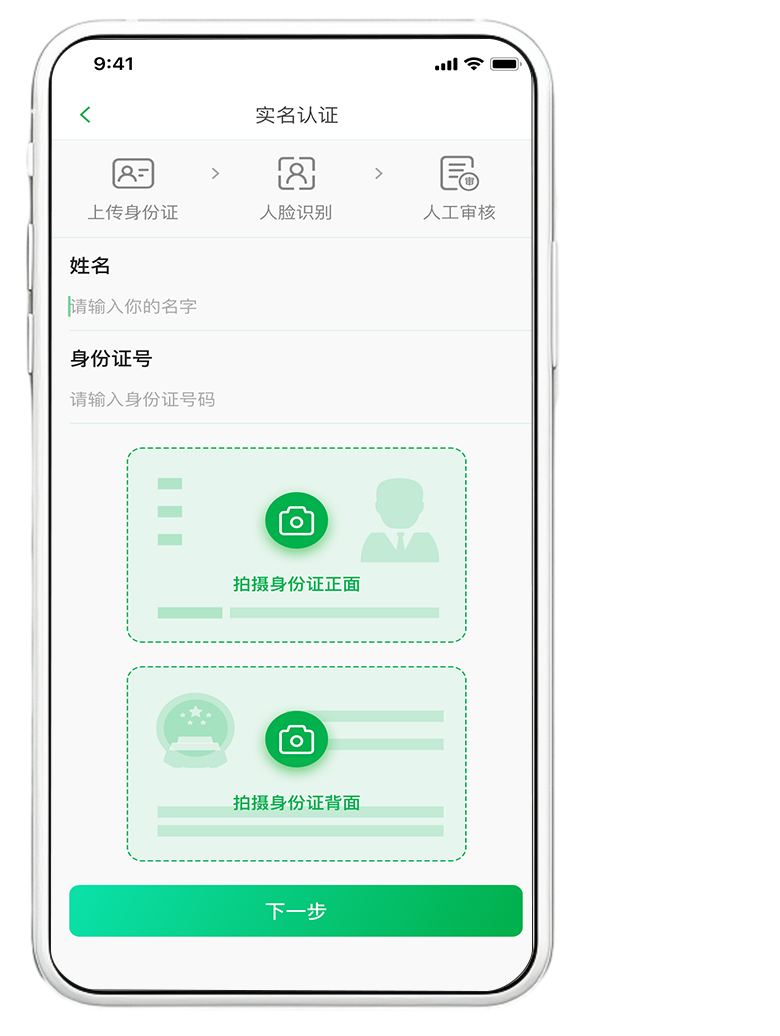 9:41
实名认证
上传身份证
人脸识别
审
人工审核
姓名
请输入你的名字
身份证号
请输入身份证号码
拍摄身份证正面
拍摄身份证背面
下一步